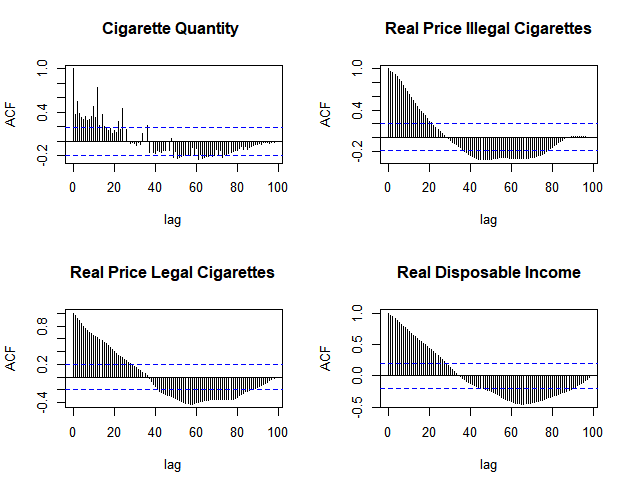 Cigarette Quantity
ACF
1.0
0.4
-0.2
0 20 40 60 80 100
lag
Real Price Illegal Cigarettes
ACF
1.0
0.4
-0.2
0 20 40 60 80 100
lag
Real Price Legal Cigarettes
ACF
0.8
0.2
-0.4
0 20 40 60 80 100
lag
Real Disposable Income
ACF
1.0
0.5
0.0
-0.5
0 20 40 60 80 100
lag